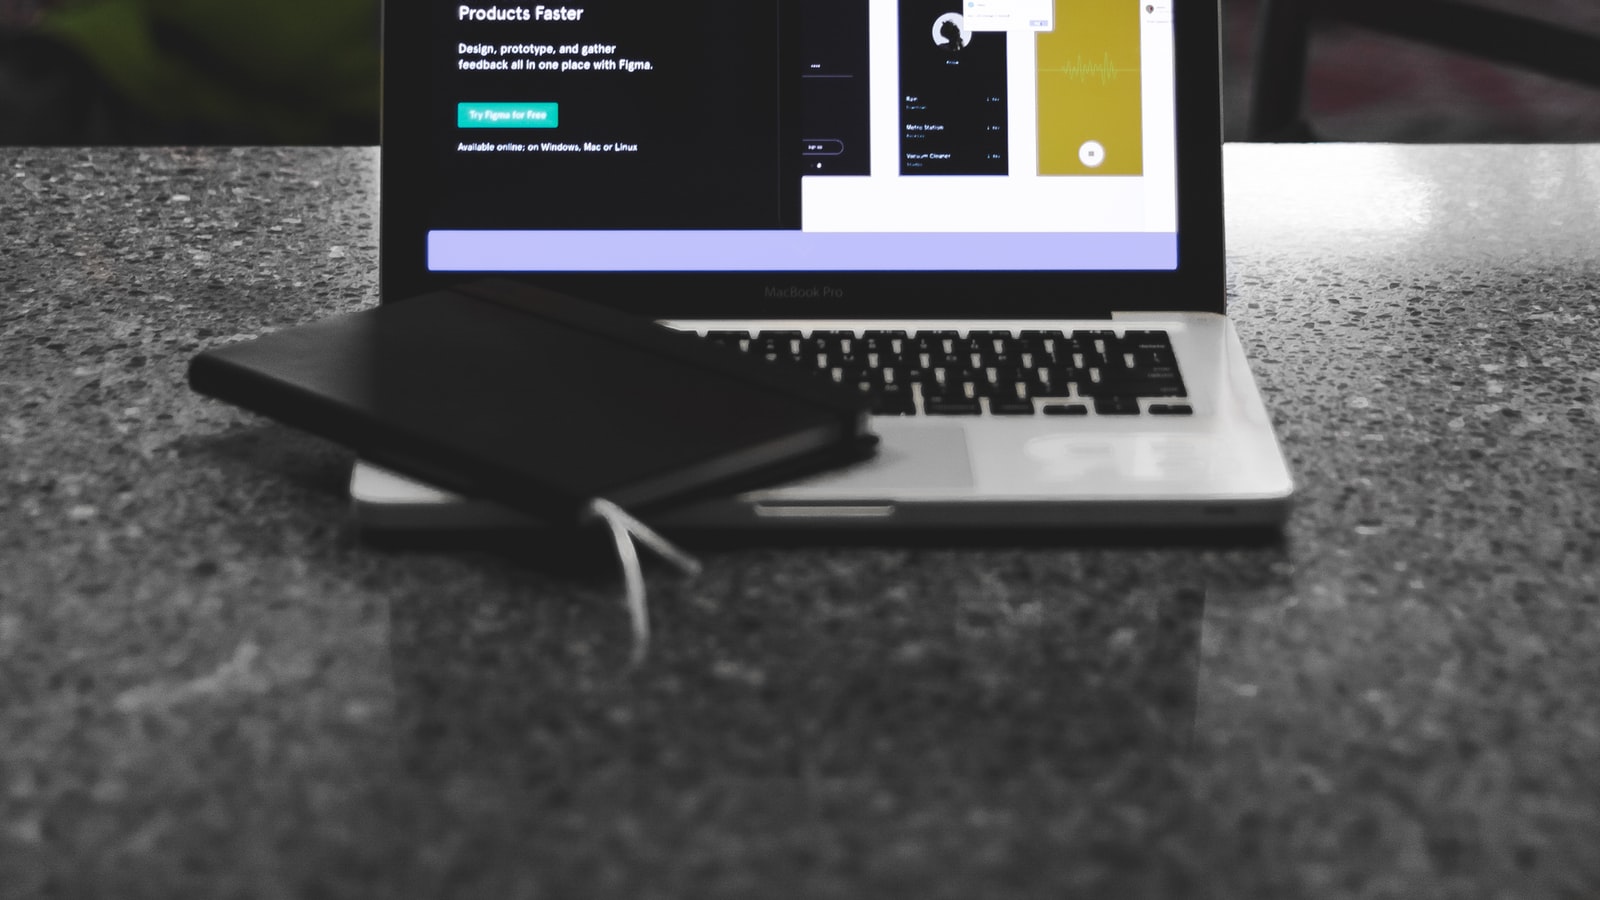 Products Faster
Design, prototype, and gather
feedback all in one place with Figma.
Try Figma for Free
Available online; on Windows, Mac or Linux
Metro Station
Vacuum Cleaner
MacBook Pro
delete